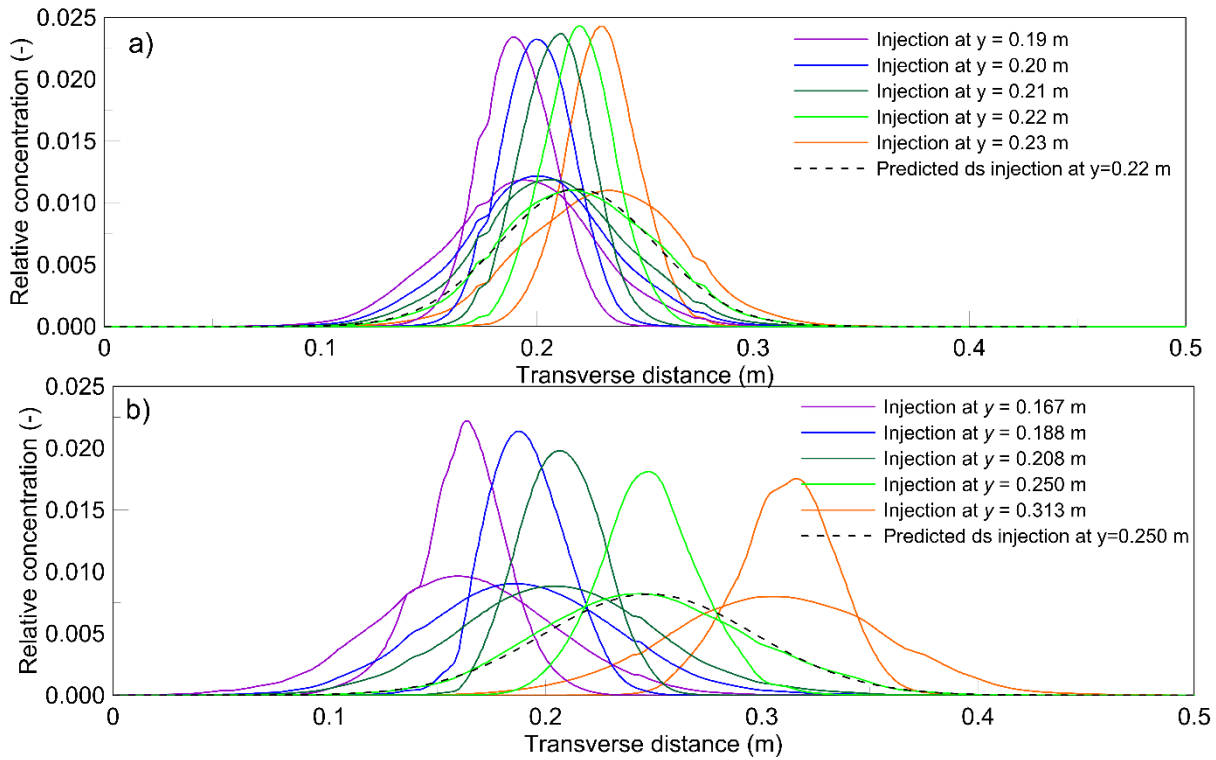 a)
Relative concentration (-)
0.025
0.020
0.015
0.010
0.005
0.000
Injection at y = 0.19 m
Injection at y = 0.20 m
Injection at y = 0.21 m
Injection at y = 0.22 m
Injection at y = 0.23 m
Predicted ds injection at y=0.22 m
0 0.1 0.2 0.3 0.4 0.5
Transverse distance (m)
b)
Relative concentration (-)
0.025
0.020
0.015
0.010
0.005
0.000
Injection at y = 0.167 m
Injection at y = 0.188 m
Injection at y = 0.208 m
Injection at y = 0.250 m
Injection at y = 0.313 m
Predicted ds injection at y=0.250 m
0 0.1 0.2 0.3 0.4 0.5
Transverse distance (m)